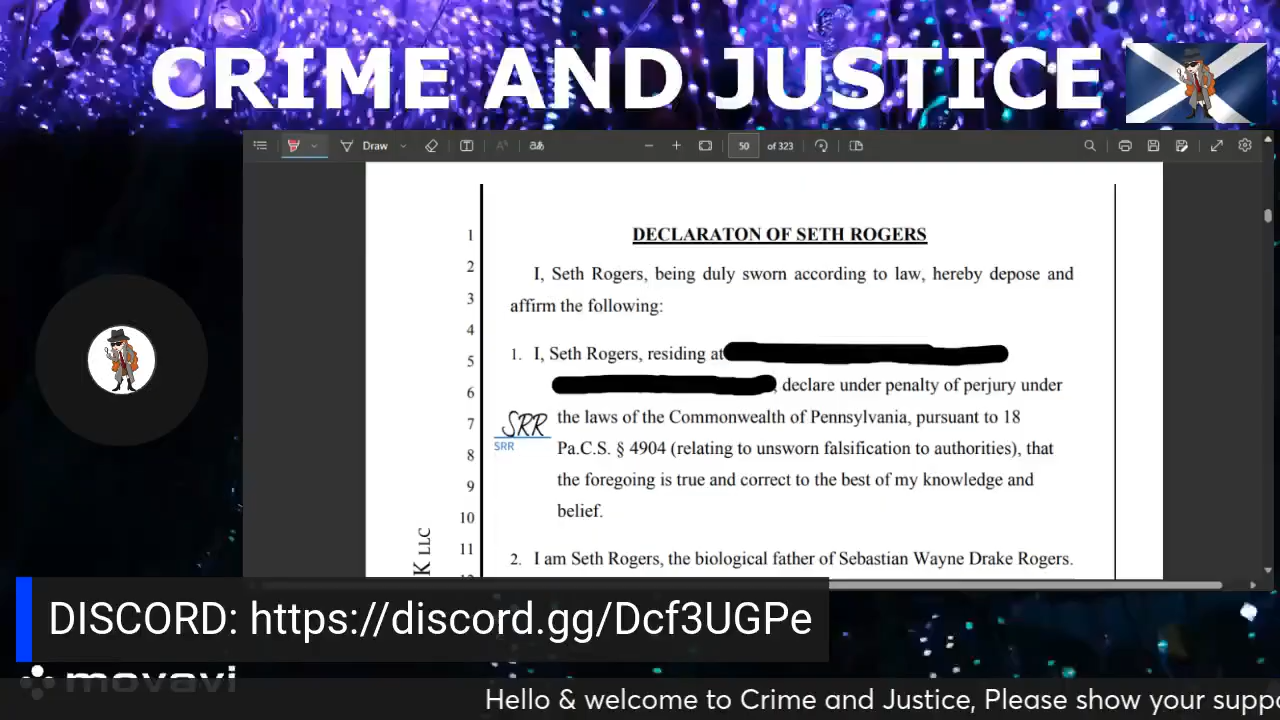 CRIME AND JUSTICE
Draw
50 of 323
DECLARATON OF SETH ROGERS
I, Seth Rogers, being duly sworn according to law, hereby depose and
affirm the following:
1. I, Seth Rogers, residing at
, declare under penalty of perjury under
the laws of the Commonwealth of Pennsylvania, pursuant to 18
Pa.C.S. § 4904 (relating to unsworn falsification to authorities), that
the foregoing is true and correct to the best of my knowledge and
belief.
2. I am Seth Rogers, the biological father of Sebastian Wayne Drake Rogers.
1
2
3
4
5
6
7
8
9
10
11
SRR
SRR
K LLC
DISCORD: https://discord.gg/Dcf3UGPe
movavi
Hello & welcome to Crime and Justice, Please show your suppo